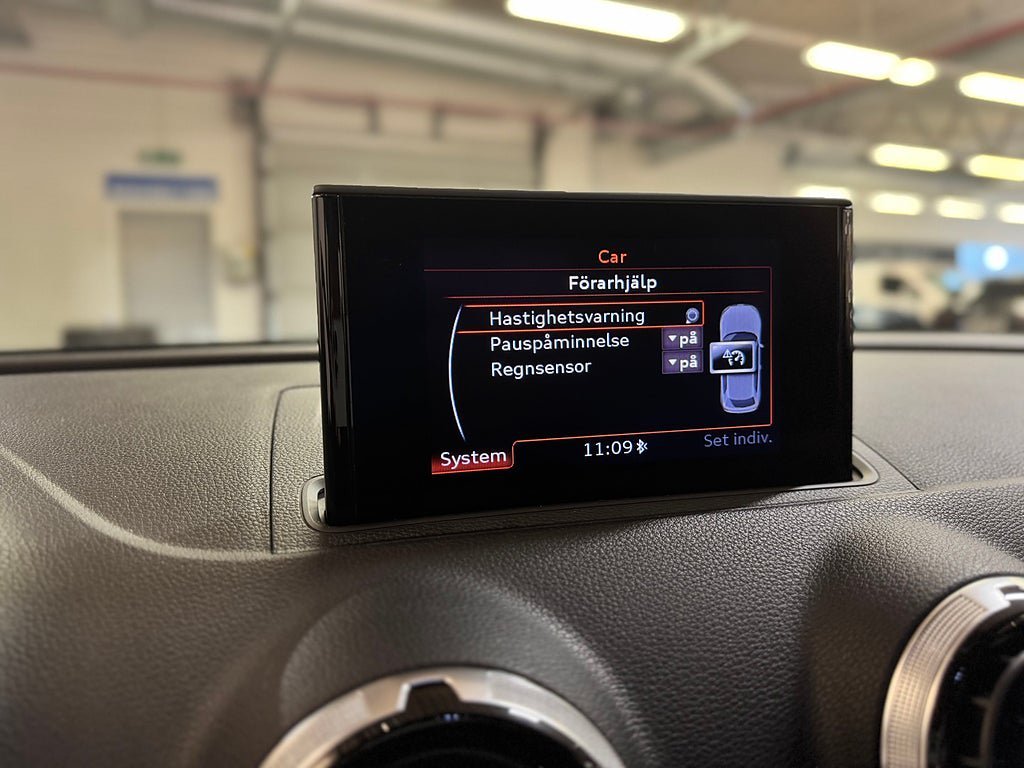 Car
Förarhjälp
Hastighetsvarning
Pauspåminnelse på
Regnsensor på
System 11:09 Set indiv.